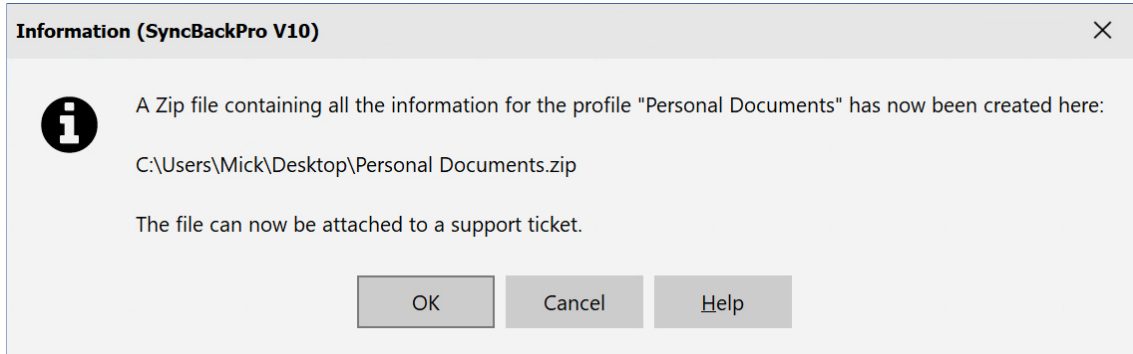 Information (SyncBackPro V10)
A Zip file containing all the information for the profile "Personal Documents" has now been created here:
C:\Users\Mick\Desktop\Personal Documents.zip
The file can now be attached to a support ticket.
OK Cancel Help